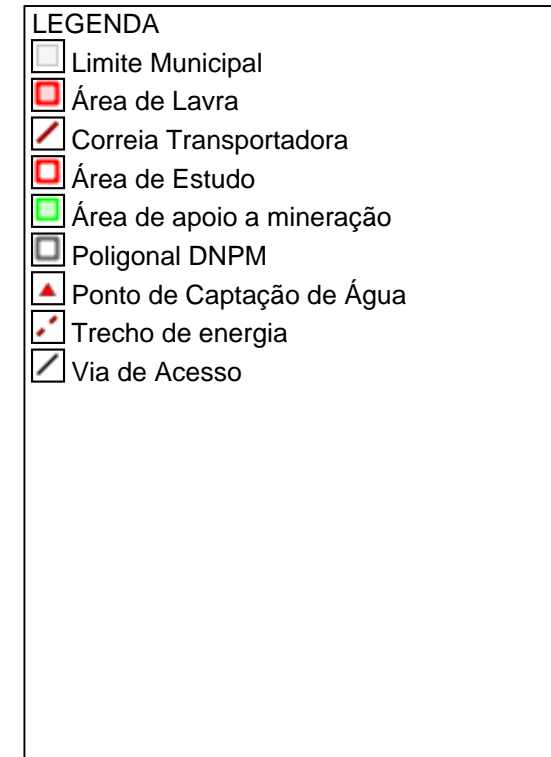 LEGENDA
Limite Municipal
Área de Lavra
Correia Transportadora
Área de Estudo
Área de apoio a mineração
Poligonal DNPM
Ponto de Captação de Água
Trecho de energia
Via de Acesso